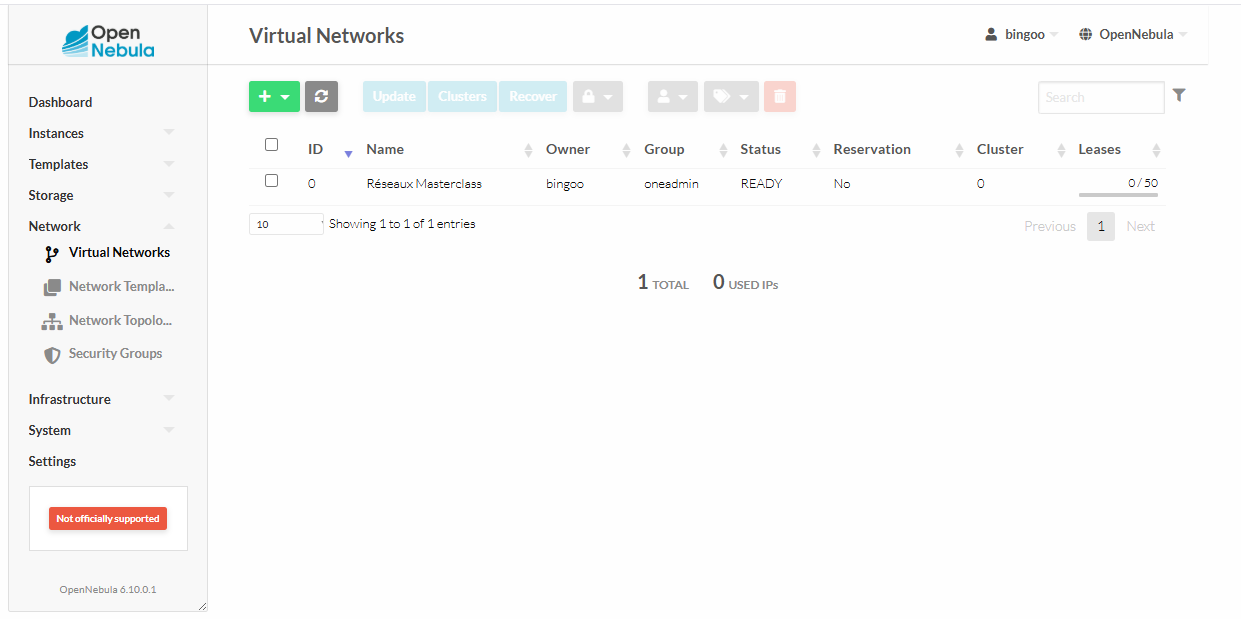 Open
Nebula
Virtual Networks
bingoo
OpenNebula
Dashboard
Instances
Templates
Storage
Network
Virtual Networks
Network Templa...
Network Topolo...
Security Groups
Infrastructure
System
Settings
Not officially supported
OpenNebula 6.10.0.1
Update Clusters Recover
Search
ID Name Owner Group Status Reservation Cluster Leases
0 Réseaux Masterclass bingoo oneadmin READY No 0 0 / 50
10 Showing 1 to 1 of 1 entries
Previous 1 Next
1 TOTAL 0 USED IPs